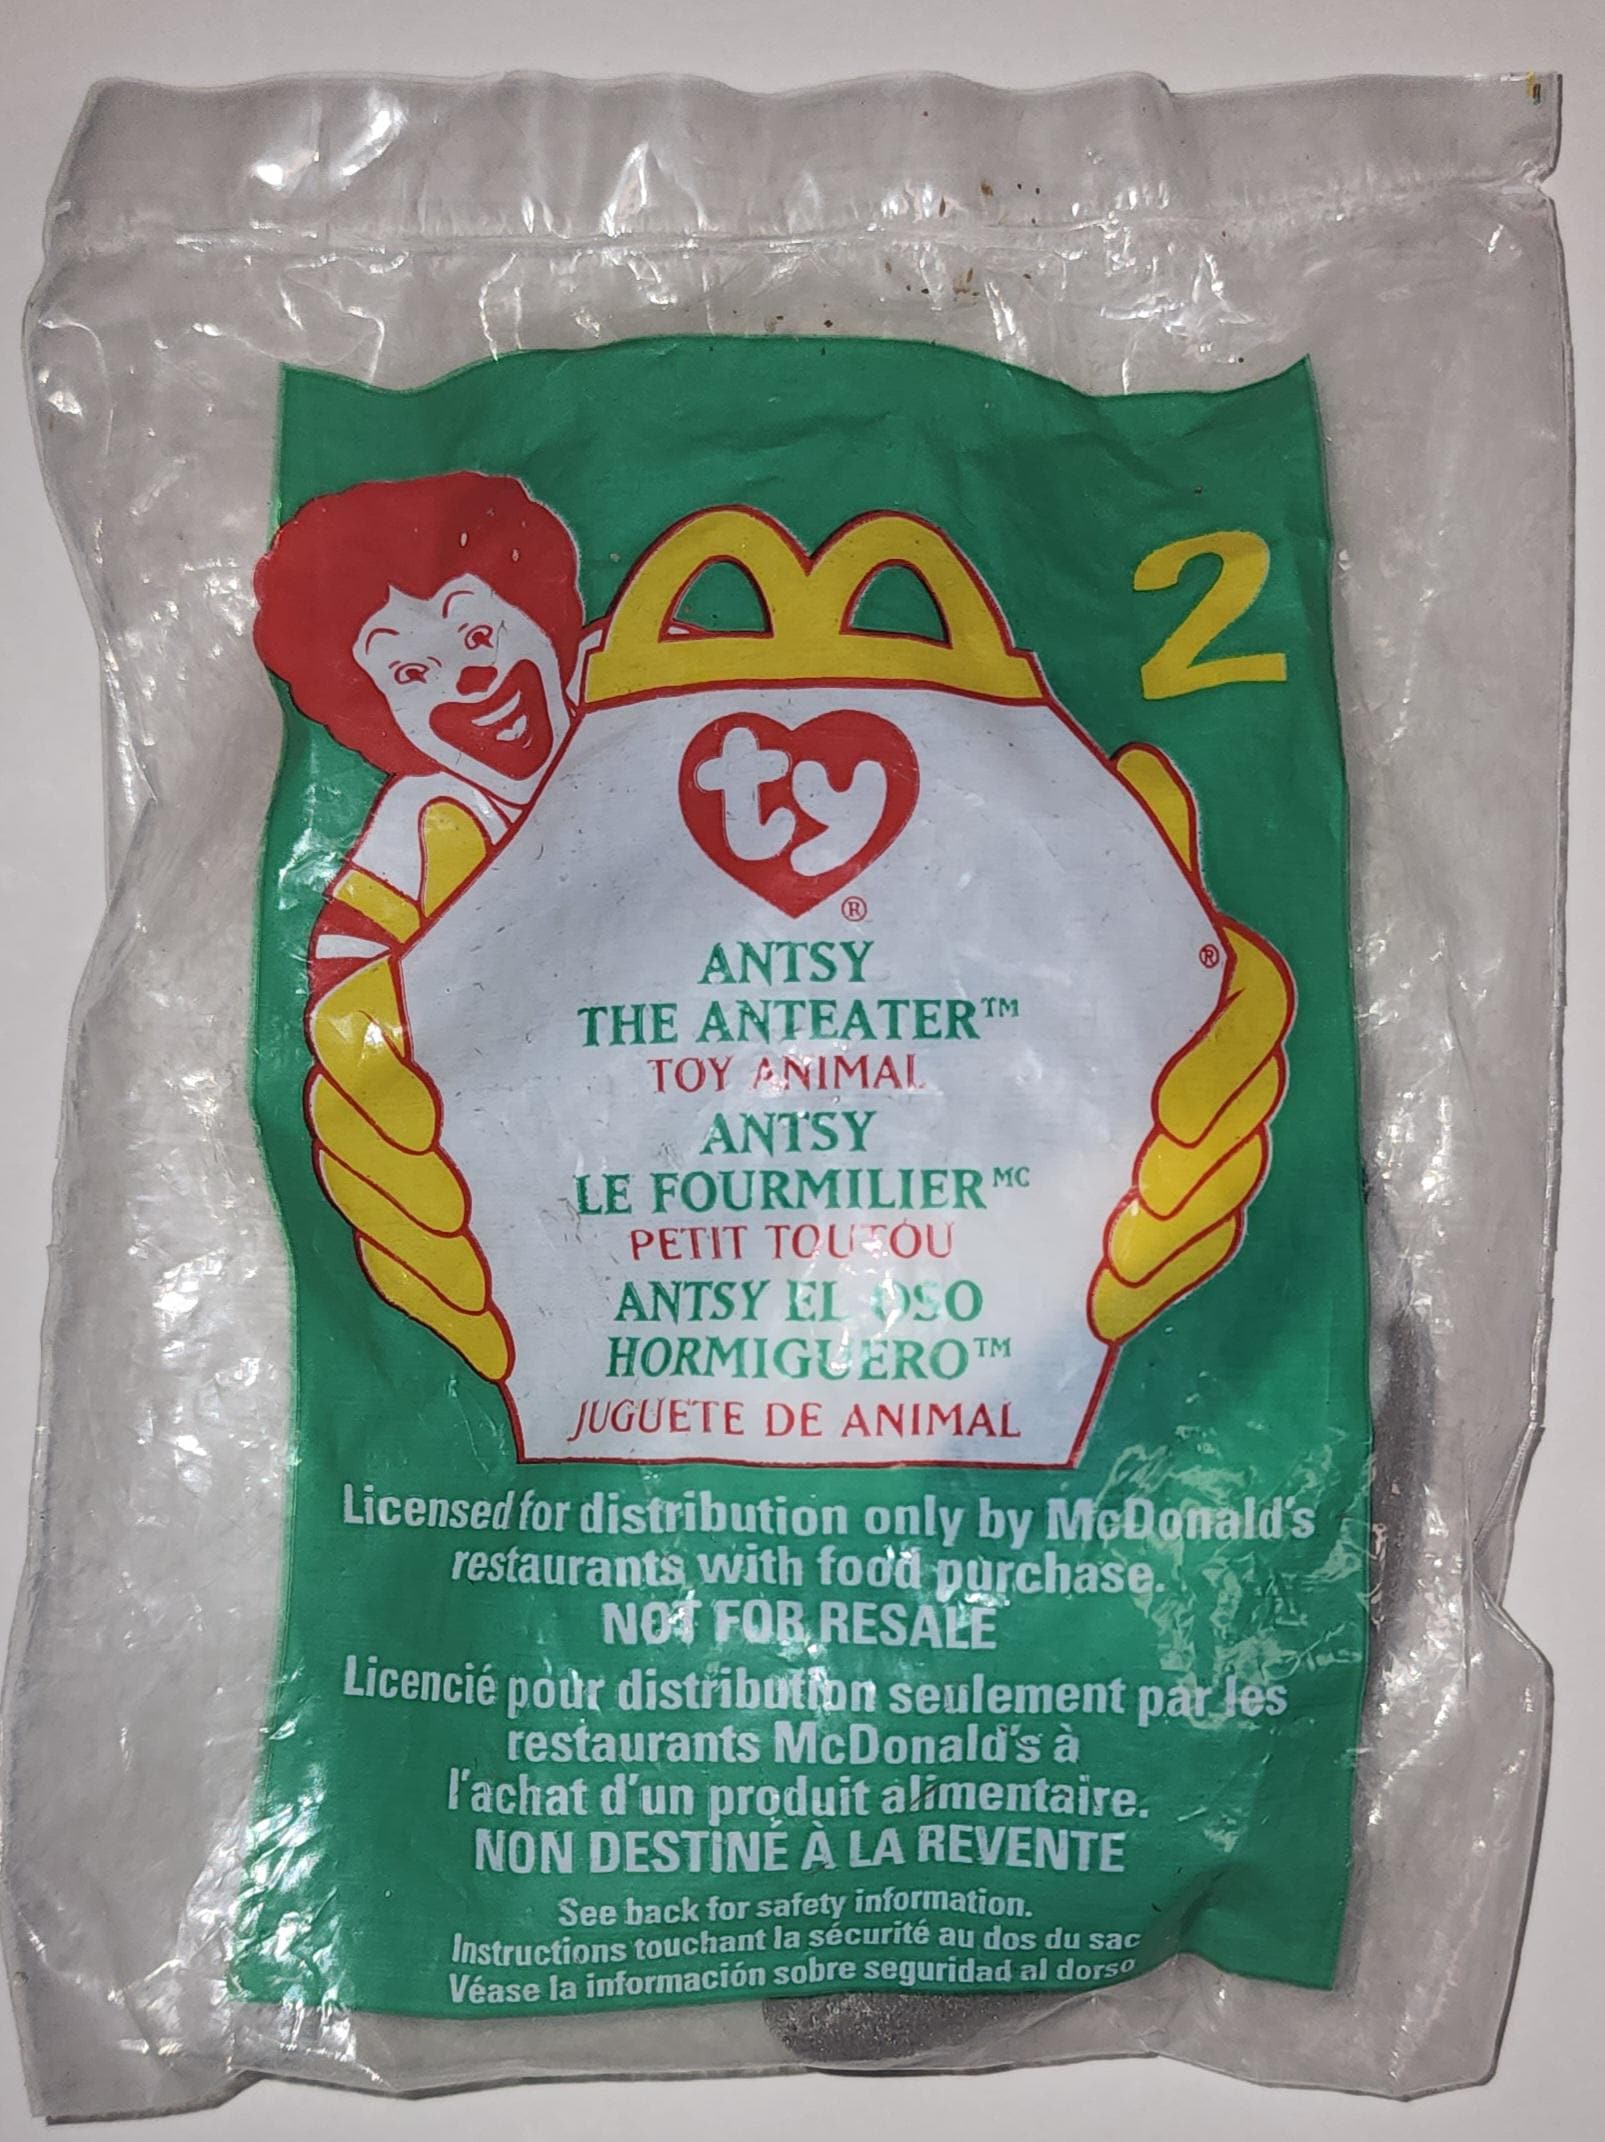 2
ty
®
®
ANTSY
THE ANTEATER™
TOY ANIMAL
ANTSY
LE FOURMILIER MC
PETIT TOUTOU
ANTSY EL OSO
HORMIGUERO™
JUGUETE DE ANIMAL
Licensed for distribution only by McDonald's
restaurants with food purchase.
NOT FOR RESALE
Licencié pour distribution seulement par les
restaurants McDonald's à
l'achat d'un produit alimentaire.
NON DESTINÉ À LA REVENTE
See back for safety information.
Instructions touchant la sécurité au dos du sac
Véase la información sobre seguridad al dorso